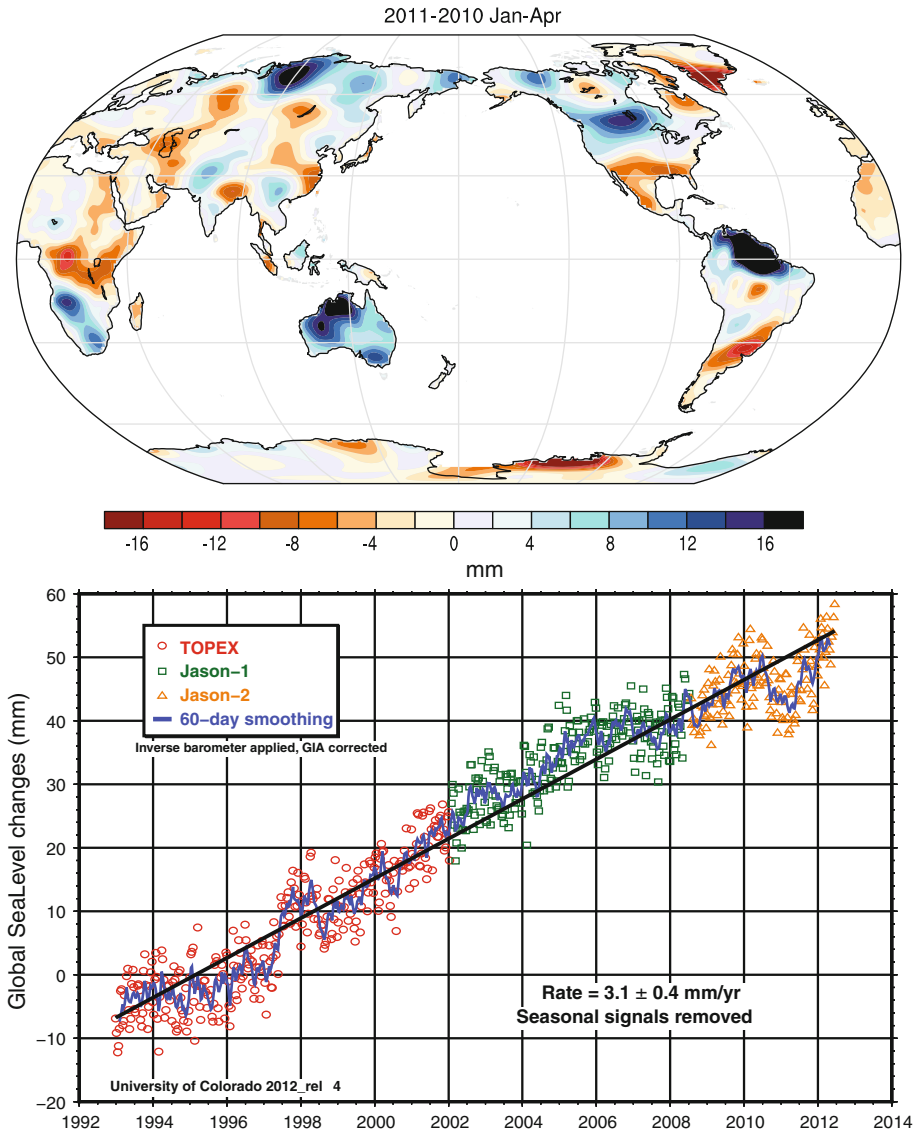 2011-2010 Jan-Apr
-16 -12 -8 -4 0 4 8 12 16
mm
Global SeaLevel changes (mm)
60
50
40
30
20
10
0
−10
−20
TOPEX
Jason−1
Jason−2
60−day smoothing
Inverse barometer applied, GIA corrected
Rate = 3.1 ± 0.4 mm/yr
Seasonal signals removed
University of Colorado 2012_rel 4
1992 1994 1996 1998 2000 2002 2004 2006 2008 2010 2012 2014